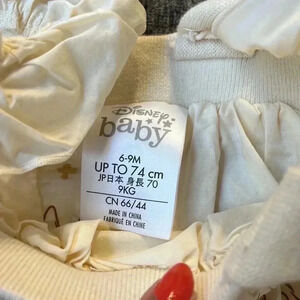 Disney
baby
6-9M
UP TO 74 cm
JP日本 身長 70
9KG
CN 66/44
MADE IN CHINA
FABRIQUÉ EN CHINE